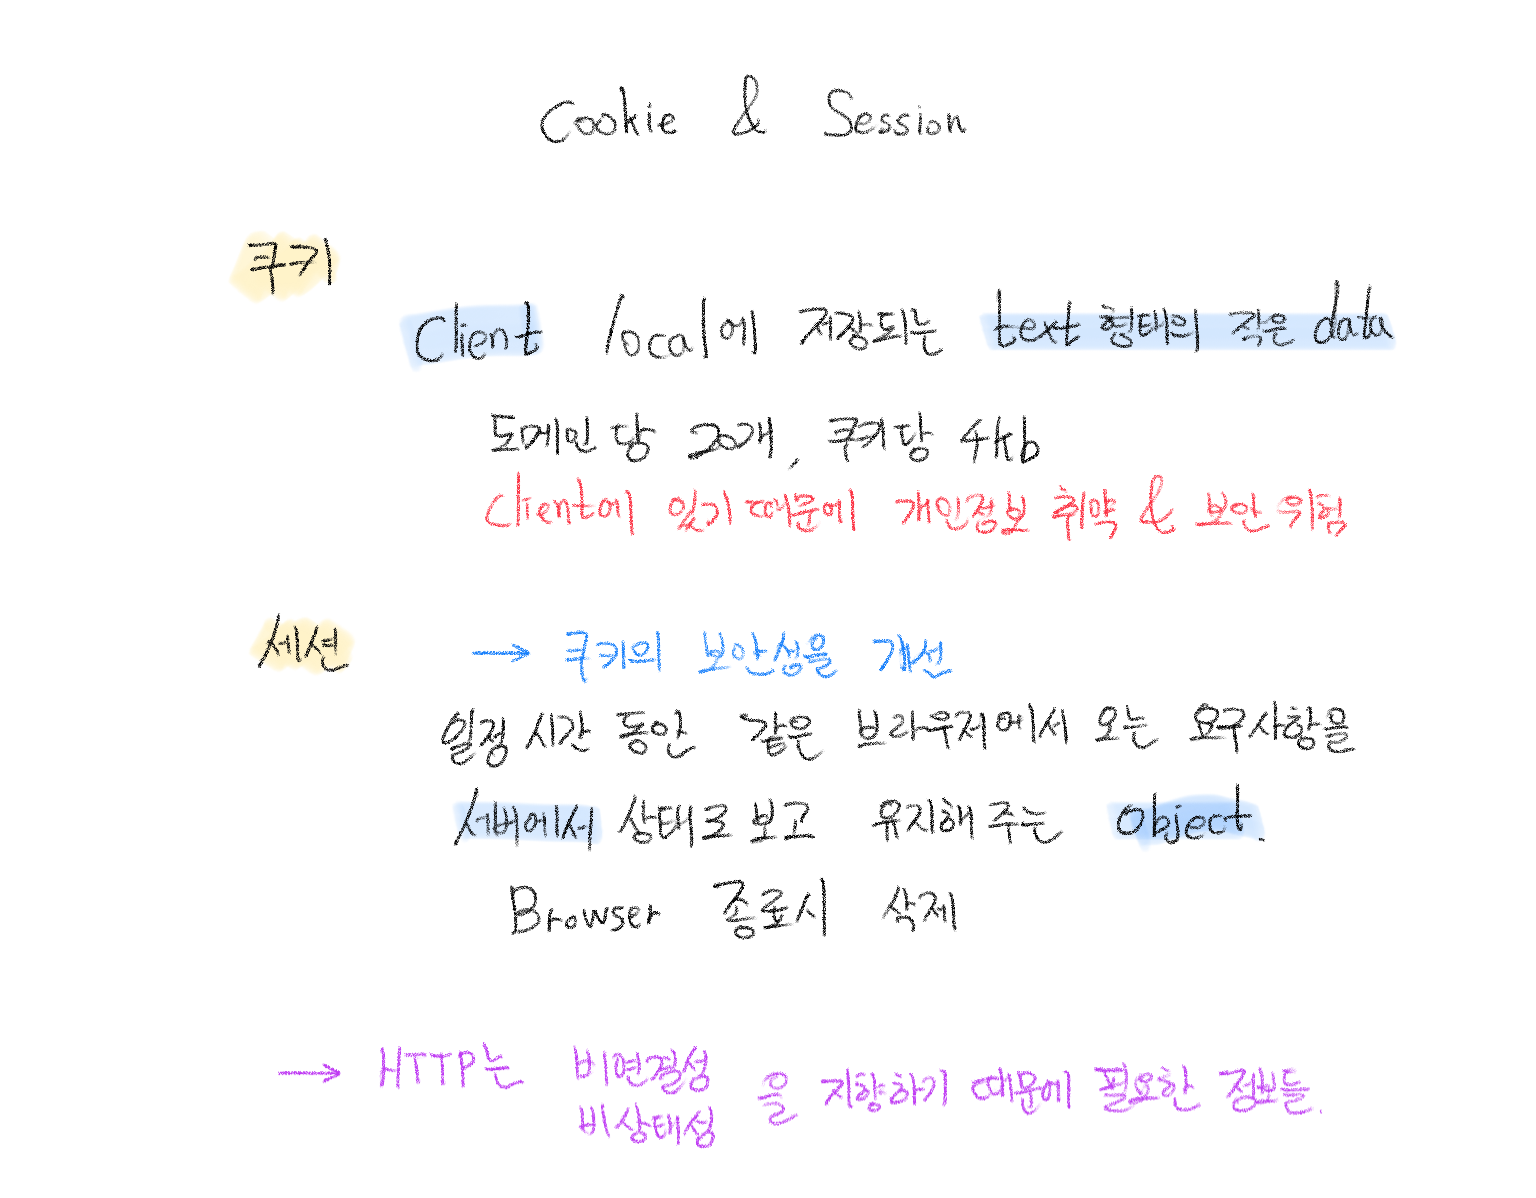 Cookie & Session
쿠키
Client local에 저장되는 text 형태의 작은 data
도메인 당 20개, 쿠키당 4kb
Client에 있기 때문에 개인정보 취약 & 보안 위험
세션 → 쿠키의 보안성을 개선
일정 시간 동안 같은 브라우저에서 오는 요구사항을
서버에서 상태로 보고 유지해 주는 Object.
Browser 종료시 삭제
→ HTTP는 비연결성
비상태성 을 지향하기 때문에 필요한 정보들.